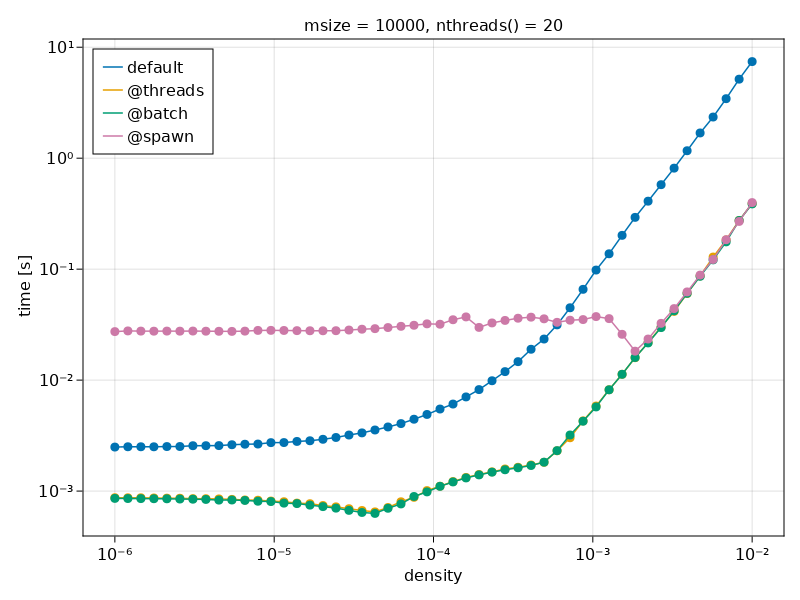 msize = 10000, nthreads() = 20
default
@threads
@batch
@spawn
10¹
10⁰
10⁻¹
10⁻²
10⁻³
time [s]
10⁻⁶ 10⁻⁵ 10⁻⁴ 10⁻³ 10⁻²
density